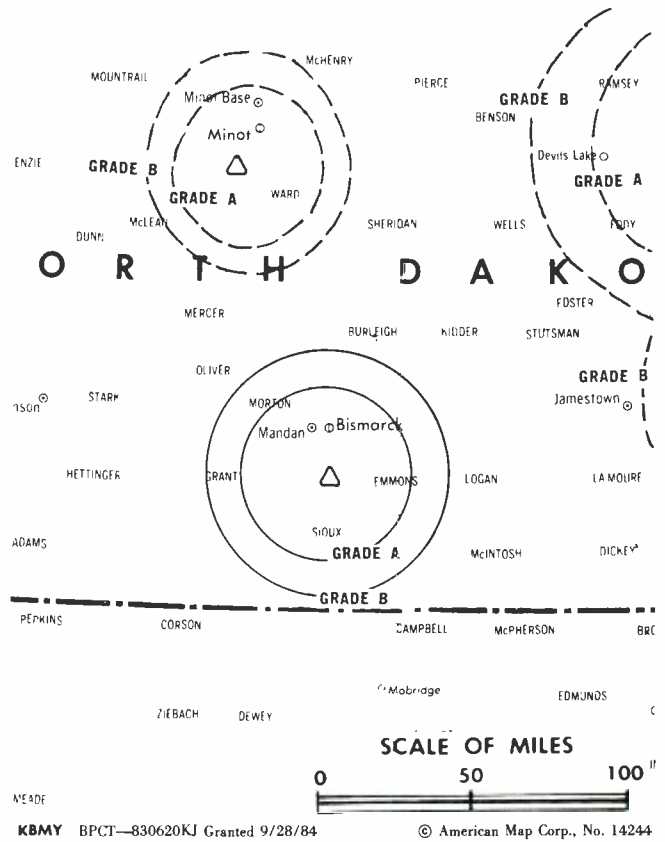 McHENRY
MOUNTRAIL
PIERCE
RAMSEY
Minot Base
GRADE B
BENSON
Minot
Devils Lake
ENZIE
GRADE B
GRADE A
GRADE A
WARD
McLEAN
SHERIDAN
WELLS
EDDY
DUNN
O R T H D A K O
FOSTER
MERCER
BURLEIGH
KIDDER
STUTSMAN
OLIVER
GRADE B
nson
STARK
MORTON
Jamestown
Mandan
Bismarck
HETTINGER
GRANT
EMMONS
LOGAN
LA MOURE
SIOUX
ADAMS
GRADE A
McINTOSH
DICKEY
GRADE B
PERKINS
CORSON
CAMPBELL
McPHERSON
BRO
Mobridge
EDMUNDS
ZIEBACH
DEWEY
SCALE OF MILES
0 50 100
MEADE
KBMY BPCT—830620KJ Granted 9/28/84 © American Map Corp., No. 14244